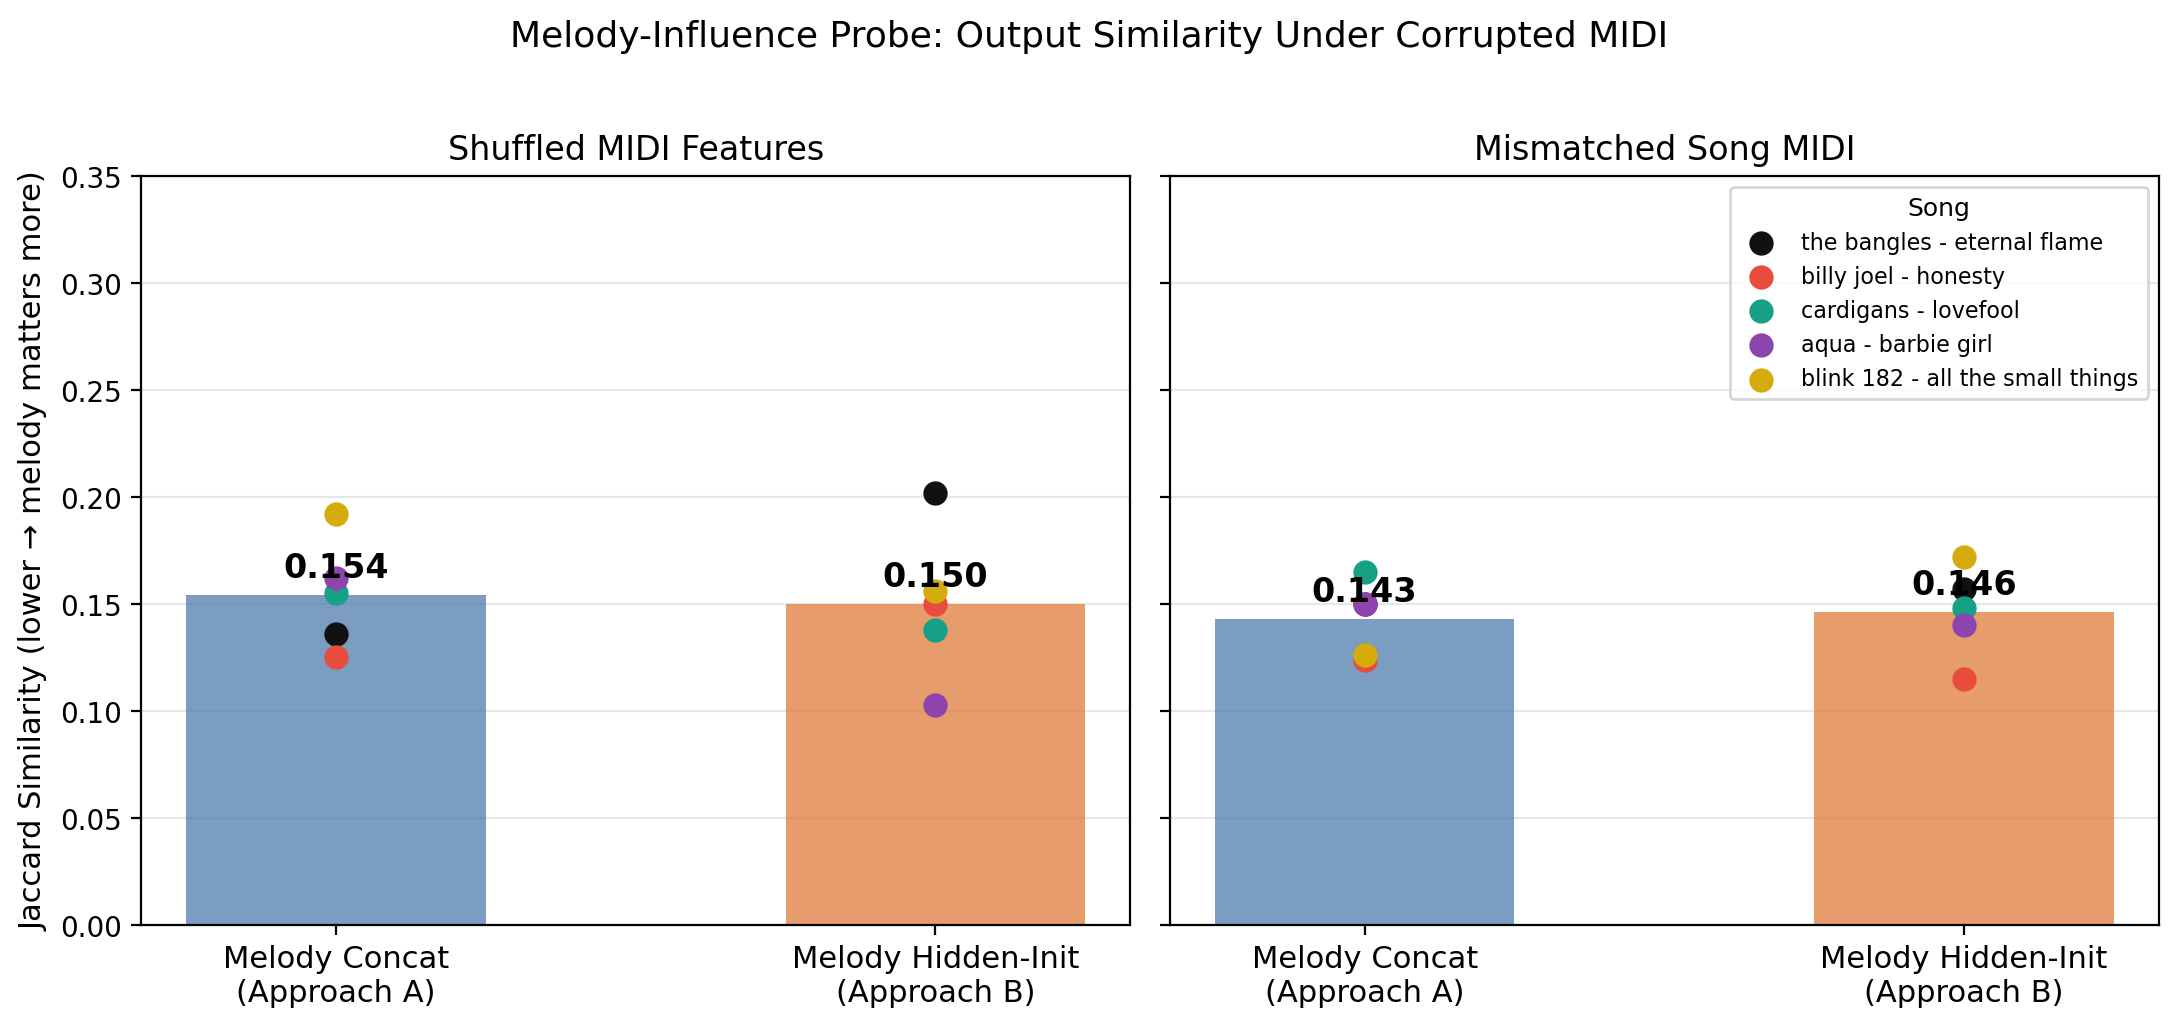 Melody-Influence Probe: Output Similarity Under Corrupted MIDI
Shuffled MIDI Features
Jaccard Similarity (lower → melody matters more)
0.35
0.30
0.25
0.20
0.15
0.10
0.05
0.00
0.154
0.150
Melody Concat
(Approach A)
Melody Hidden-Init
(Approach B)
Mismatched Song MIDI
Song
the bangles - eternal flame
billy joel - honesty
cardigans - lovefool
aqua - barbie girl
blink 182 - all the small things
0.143
0.146
Melody Concat
(Approach A)
Melody Hidden-Init
(Approach B)